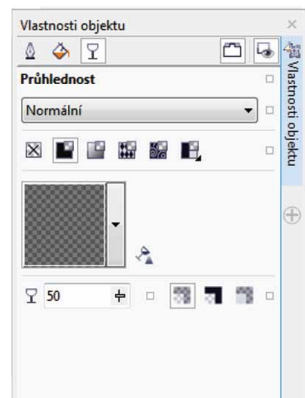 Vlastnosti objektu
Průhlednost
Normální
50
Vlastnosti objektu